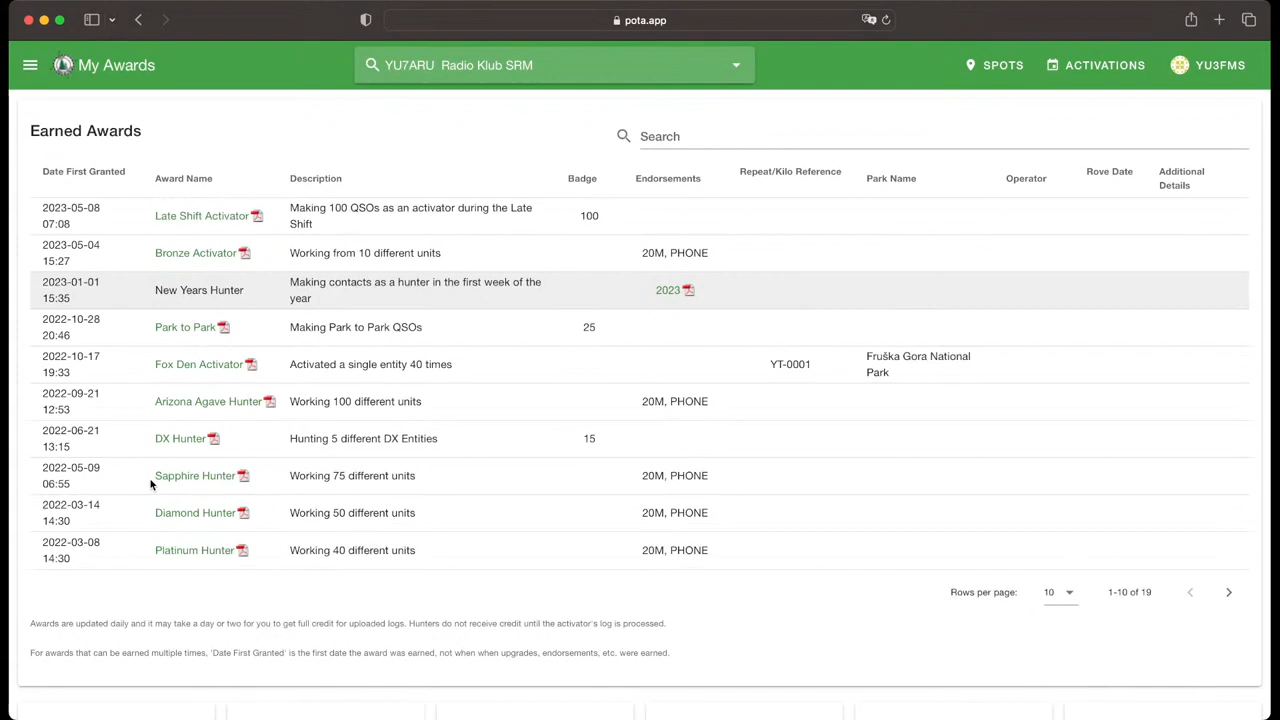 pota.app
My Awards
YU7ARU Radio Klub SRM
SPOTS
ACTIVATIONS
YU3FMS
Earned Awards
Search
Date First Granted
Award Name
Description
Badge
Endorsements
Repeat/Kilo Reference
Park Name
Operator
Rove Date
Additional
Details
2023-05-08
07:08
Late Shift Activator
Making 100 QSOs as an activator during the Late
Shift
100
2023-05-04
15:27
Bronze Activator
Working from 10 different units
20M, PHONE
2023-01-01
15:35
New Years Hunter
Making contacts as a hunter in the first week of the
year
2023
2022-10-28
20:46
Park to Park
Making Park to Park QSOs
25
2022-10-17
19:33
Fox Den Activator
Activated a single entity 40 times
YT-0001
Fruška Gora National
Park
2022-09-21
12:53
Arizona Agave Hunter
Working 100 different units
20M, PHONE
2022-06-21
13:15
DX Hunter
Hunting 5 different DX Entities
15
2022-05-09
06:55
Sapphire Hunter
Working 75 different units
20M, PHONE
2022-03-14
14:30
Diamond Hunter
Working 50 different units
20M, PHONE
2022-03-08
14:30
Platinum Hunter
Working 40 different units
20M, PHONE
Rows per page:
10
1-10 of 19
Awards are updated daily and it may take a day or two for you to get full credit for uploaded logs. Hunters do not receive credit until the activator's log is processed.
For awards that can be earned multiple times, 'Date First Granted' is the first date the award was earned, not when when upgrades, endorsements, etc. were earned.